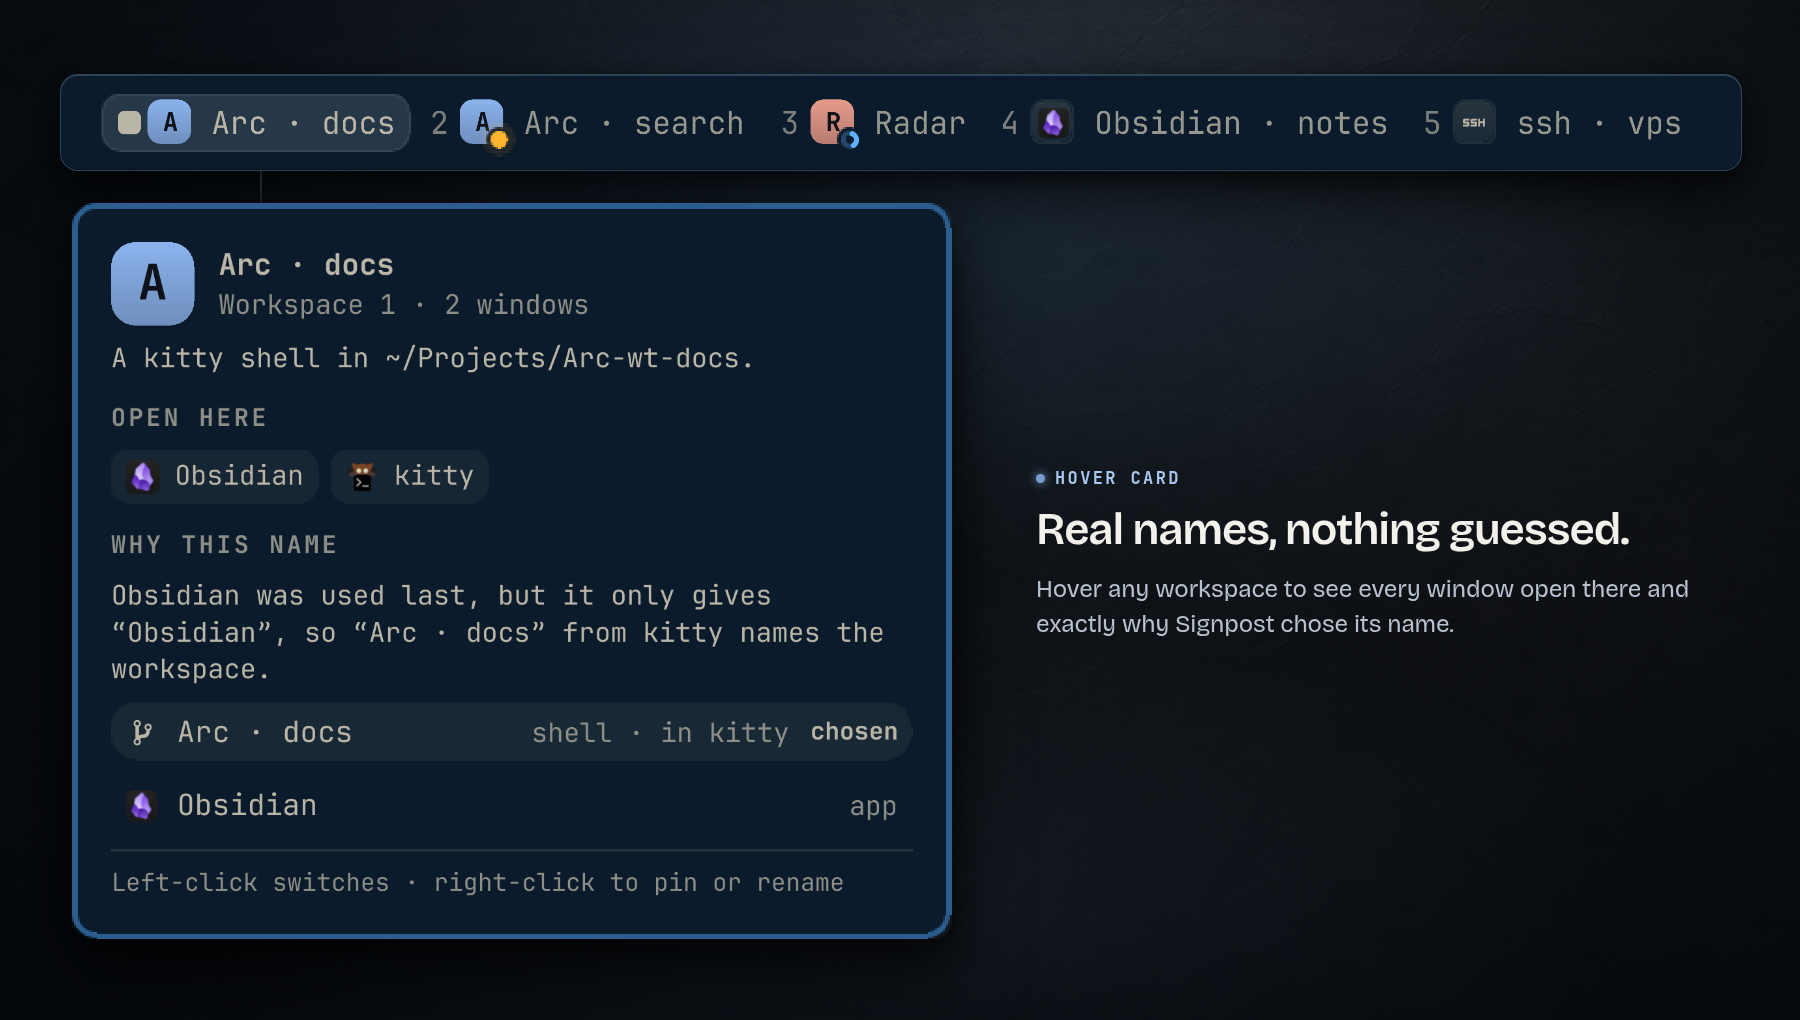 A Arc · docs 2 A Arc · search 3 R Radar 4 Obsidian · notes 5 SSH ssh · vps
A
Arc · docs
Workspace 1 · 2 windows
A kitty shell in ~/Projects/Arc-wt-docs.
OPEN HERE
Obsidian kitty
WHY THIS NAME
Obsidian was used last, but it only gives
“Obsidian”, so “Arc · docs” from kitty names the
workspace.
Arc · docs shell · in kitty chosen
Obsidian app
Left-click switches · right-click to pin or rename
HOVER CARD
Real names, nothing guessed.
Hover any workspace to see every window open there and
exactly why Signpost chose its name.